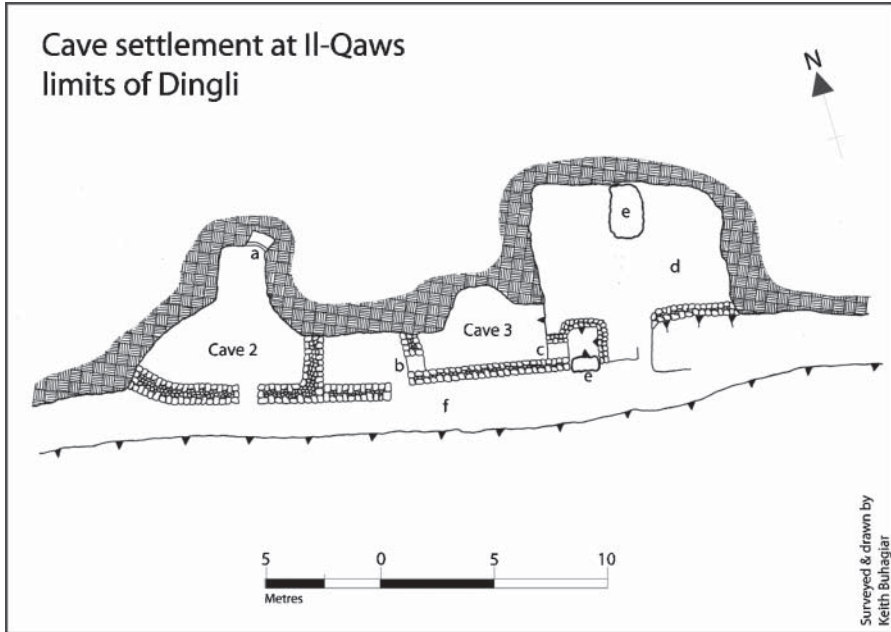 Cave settlement at Il-Qaws
limits of Dingli
N
e
a
d
Cave 2
Cave 3
b
c
e
f
5 0 5 10
Metres
Surveyed & drawn by
Keith Buhagiar